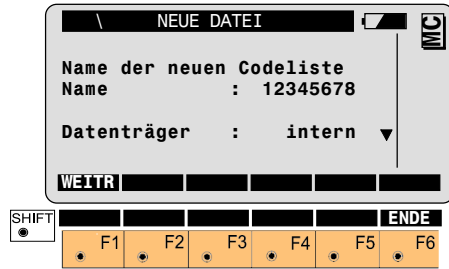 \ NEUE DATEI
MC
Name der neuen Codeliste
Name : 12345678
Datenträger : intern
WEITR
SHIFT
ENDE
F1 F2 F3 F4 F5 F6